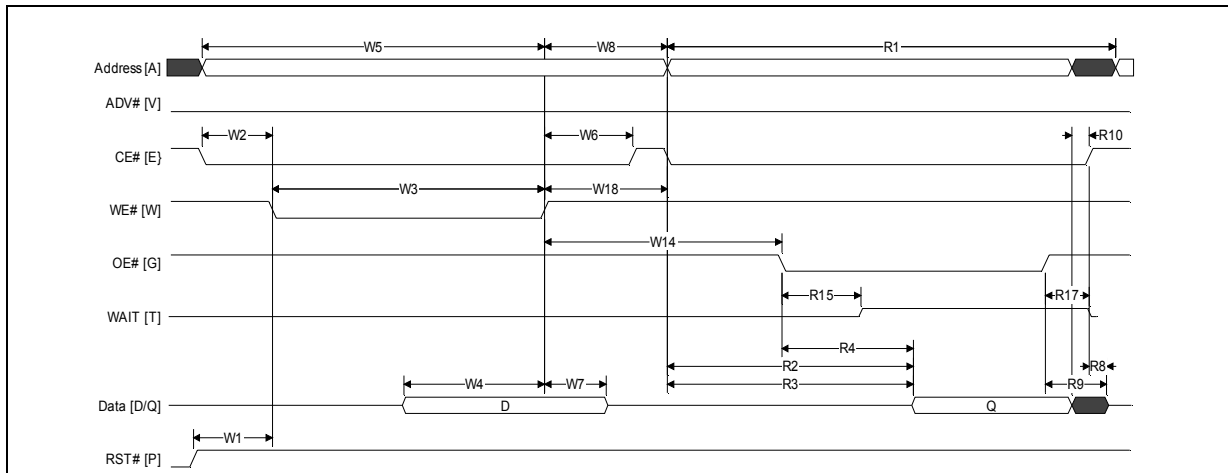 W5 W8 R1
Address [A]
ADV# [V]
W2 W6 R10
CE# [E}
W3 W18
WE# [W]
W14
OE# [G]
R15 R17
WAIT [T]
R4
R2 R8
W4 W7 R3 R9
Data [D/Q] D Q
W1
RST# [P]